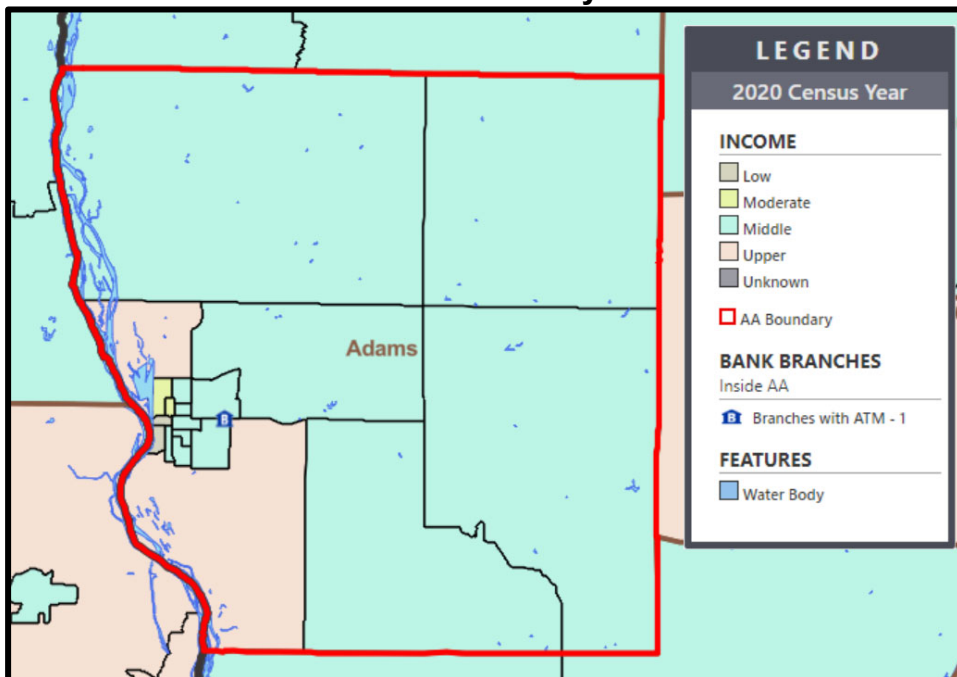 LEGEND
2020 Census Year
INCOME
Low
Moderate
Middle
Upper
Unknown
AA Boundary
BANK BRANCHES
Inside AA
B Branches with ATM - 1
FEATURES
Water Body
Adams
B